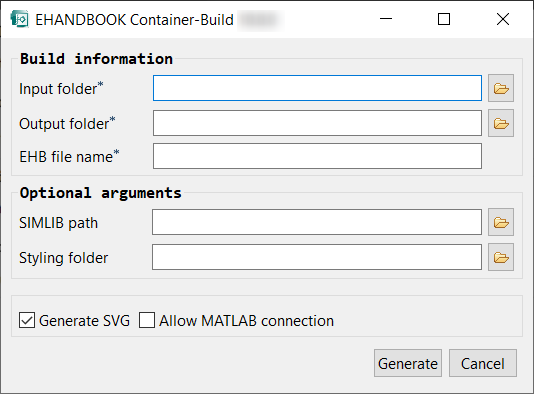 EHANDBOOK Container-Build
Build information
Input folder*
Output folder*
EHB file name*
Optional arguments
SIMLIB path
Styling folder
Generate SVG Allow MATLAB connection
Generate Cancel